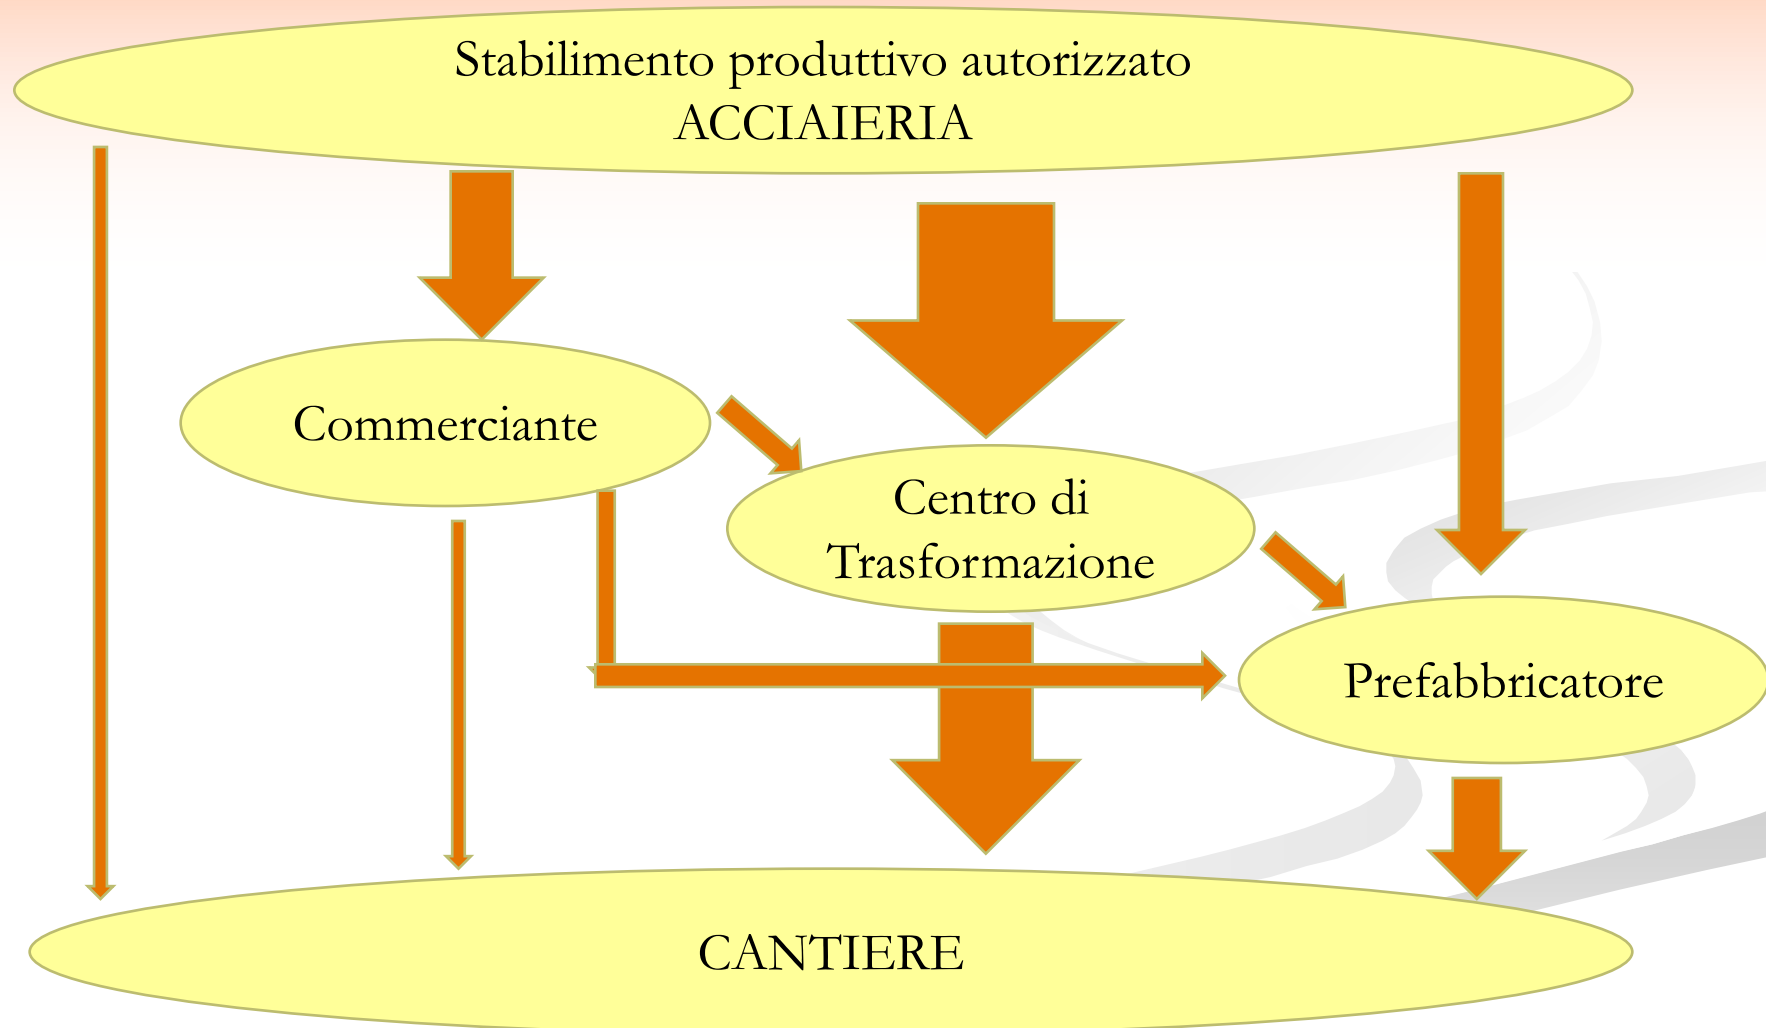 Stabilimento produttivo autorizzato
ACCIAIERIA
Commerciante
Centro di
Trasformazione
Prefabbricatore
CANTIERE